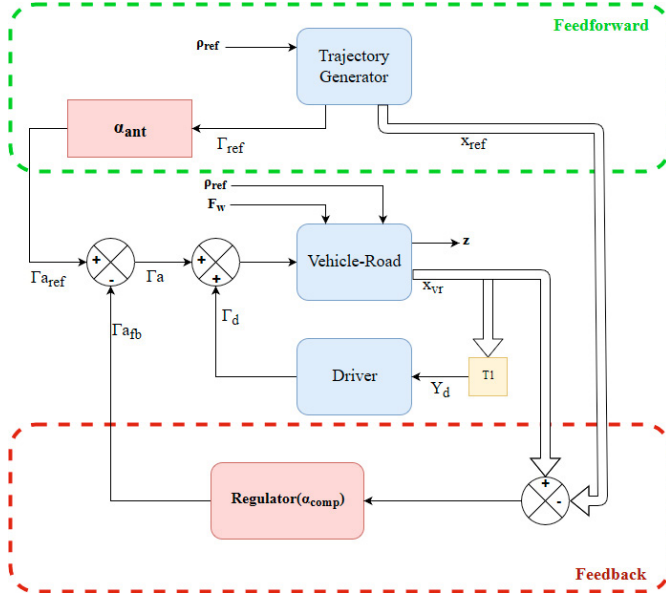 Feedforward
ρref
Trajectory
Generator
αant
Γref
xref
ρref
Fw
Vehicle-Road
z
+
-
+
+
Γaref
Γa
xvr
Γafb
Γd
Driver
Yd
T1
+
-
Regulator(αcomp)
Feedback